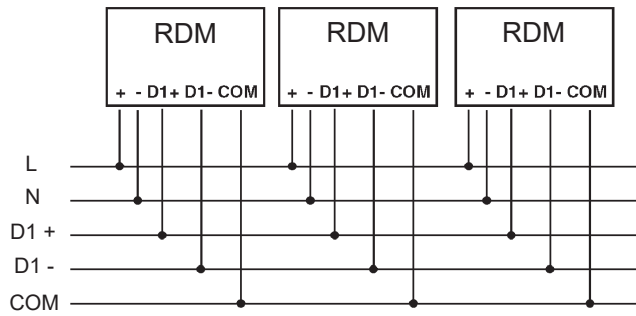 RDM RDM RDM
+ - D1+ D1- COM + - D1+ D1- COM + - D1+ D1- COM
L
N
D1 +
D1 -
COM